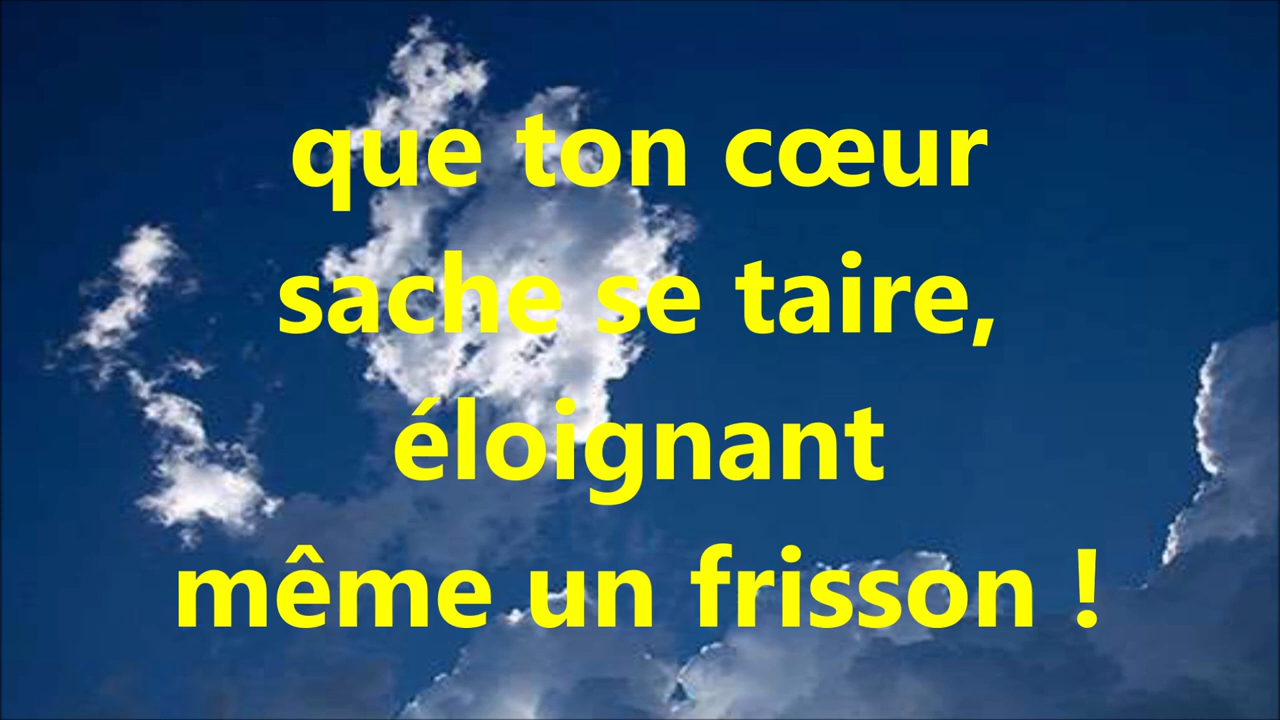 que ton cœur
sache se taire,
éloignant
même un frisson !